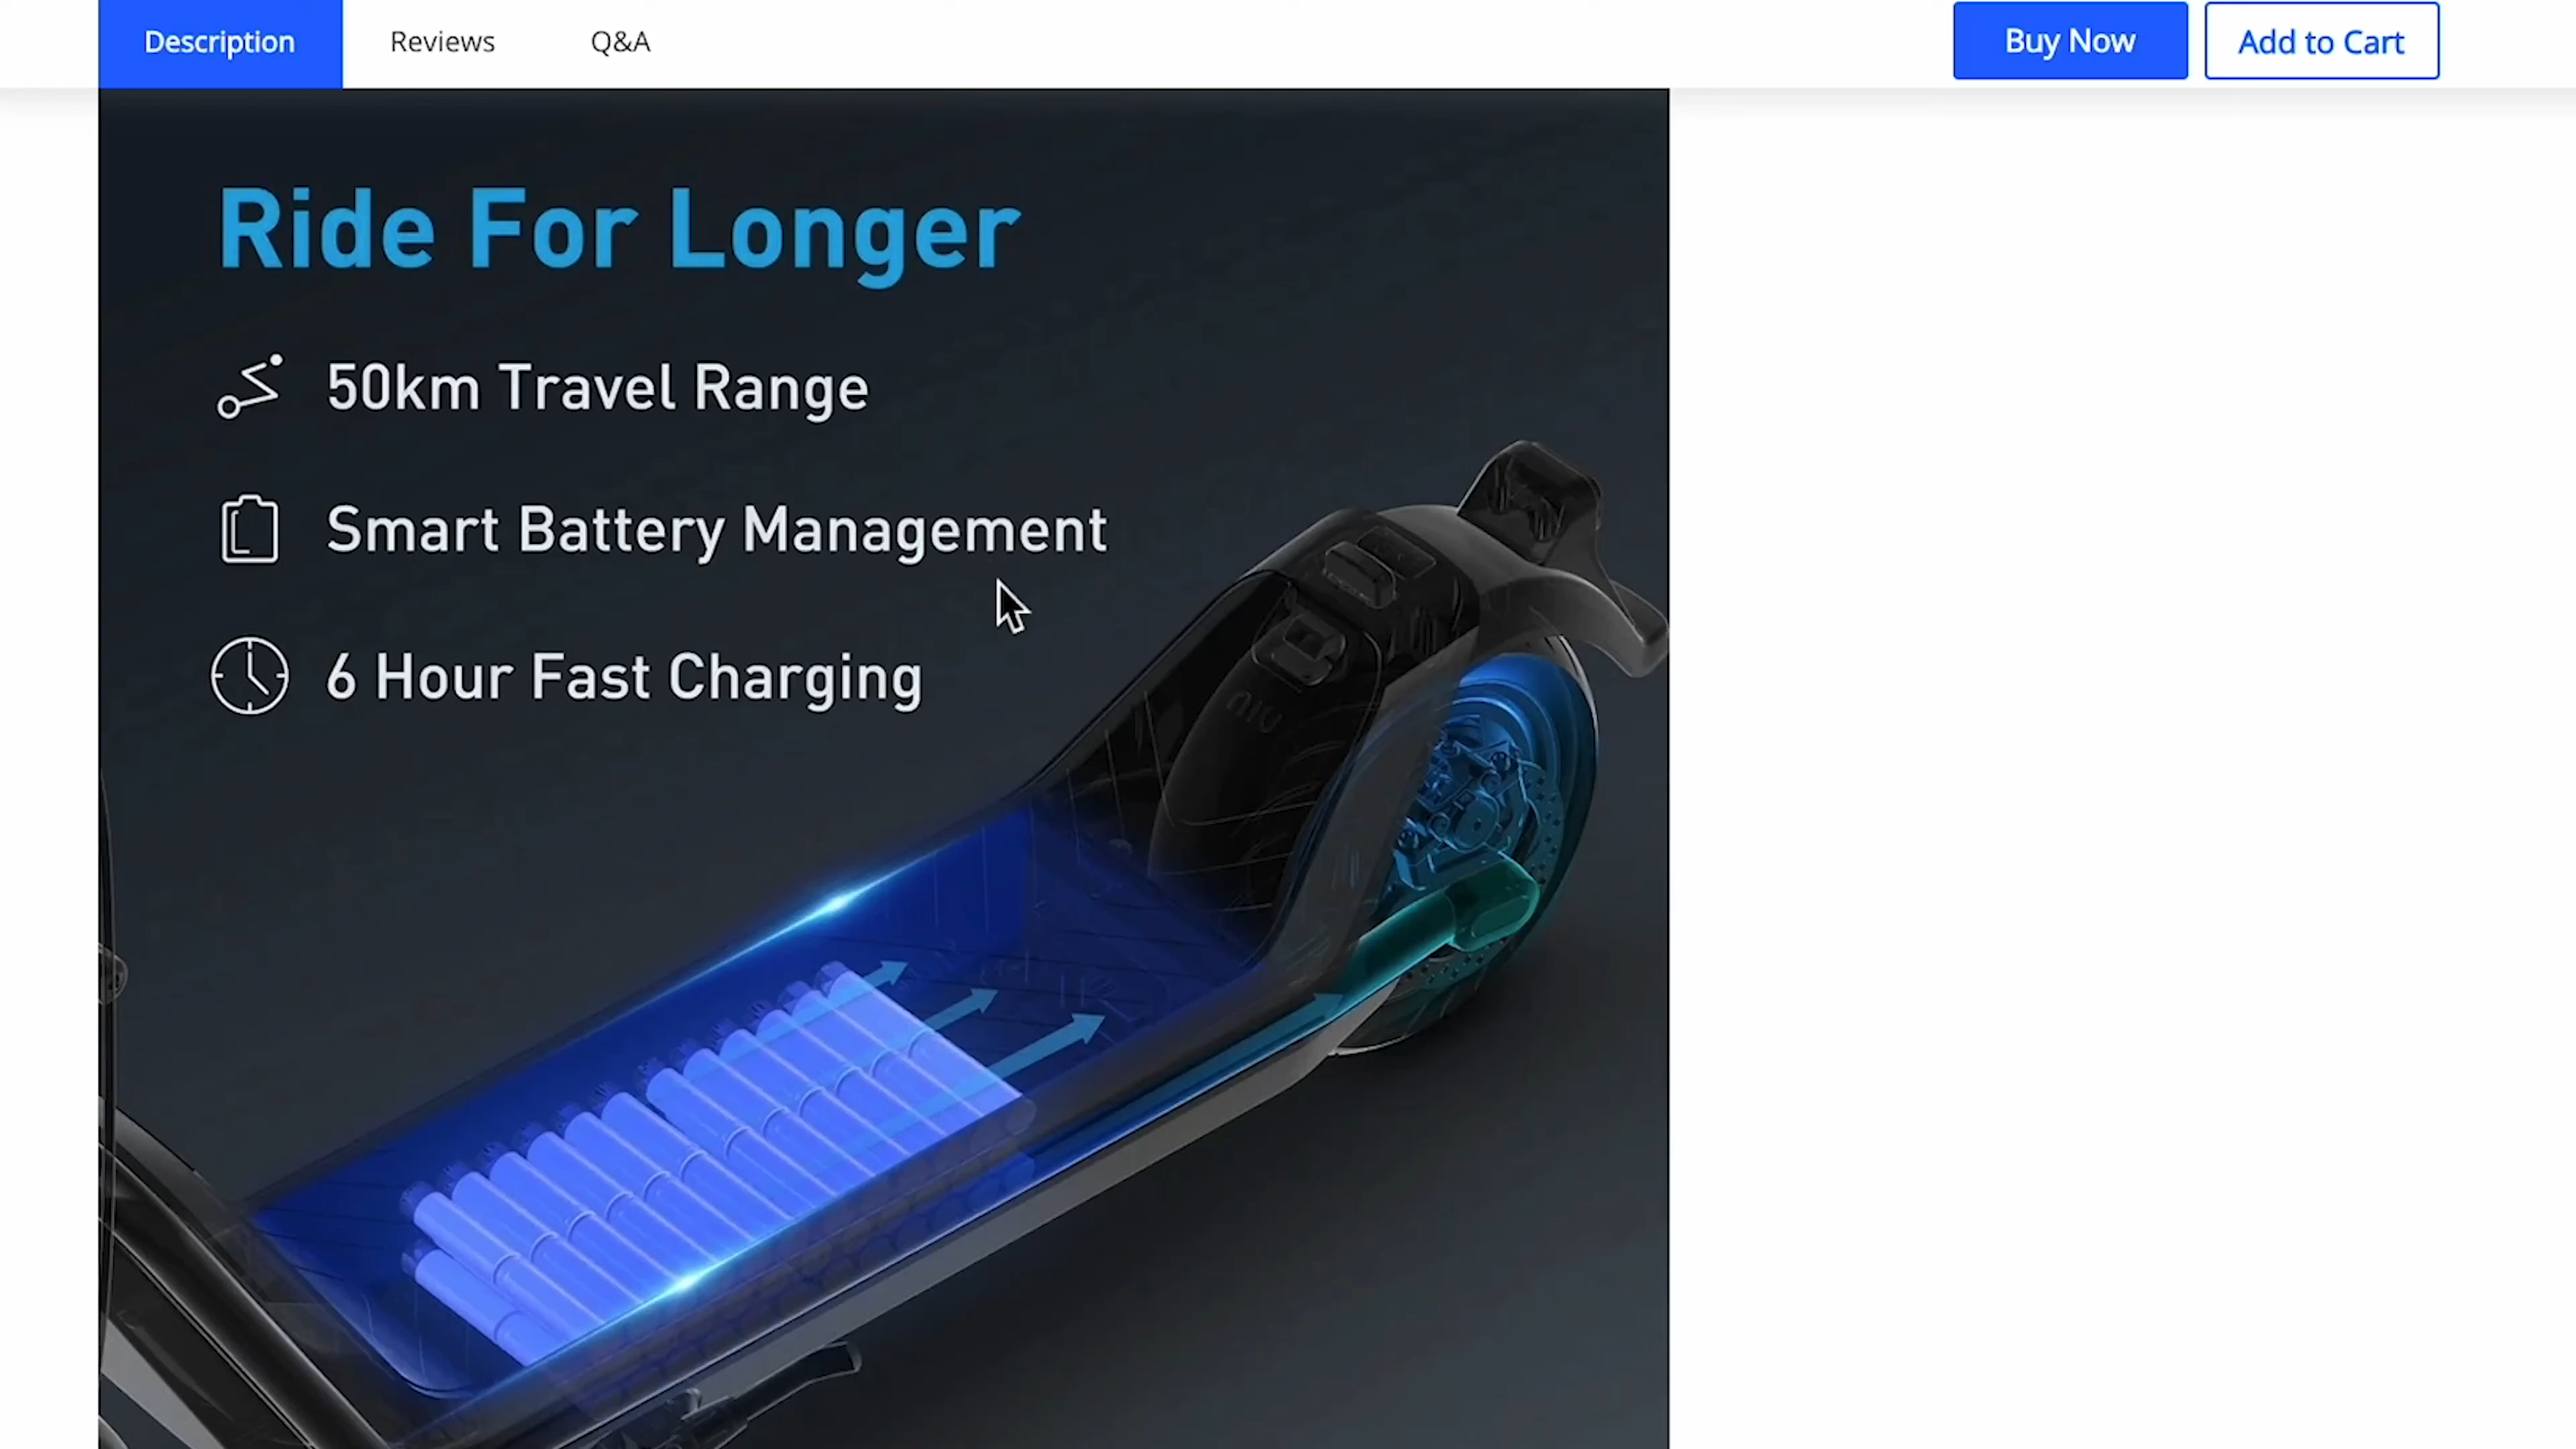 Description
Reviews
Q&A
Buy Now
Add to Cart
Ride For Longer
50km Travel Range
Smart Battery Management
6 Hour Fast Charging
niu